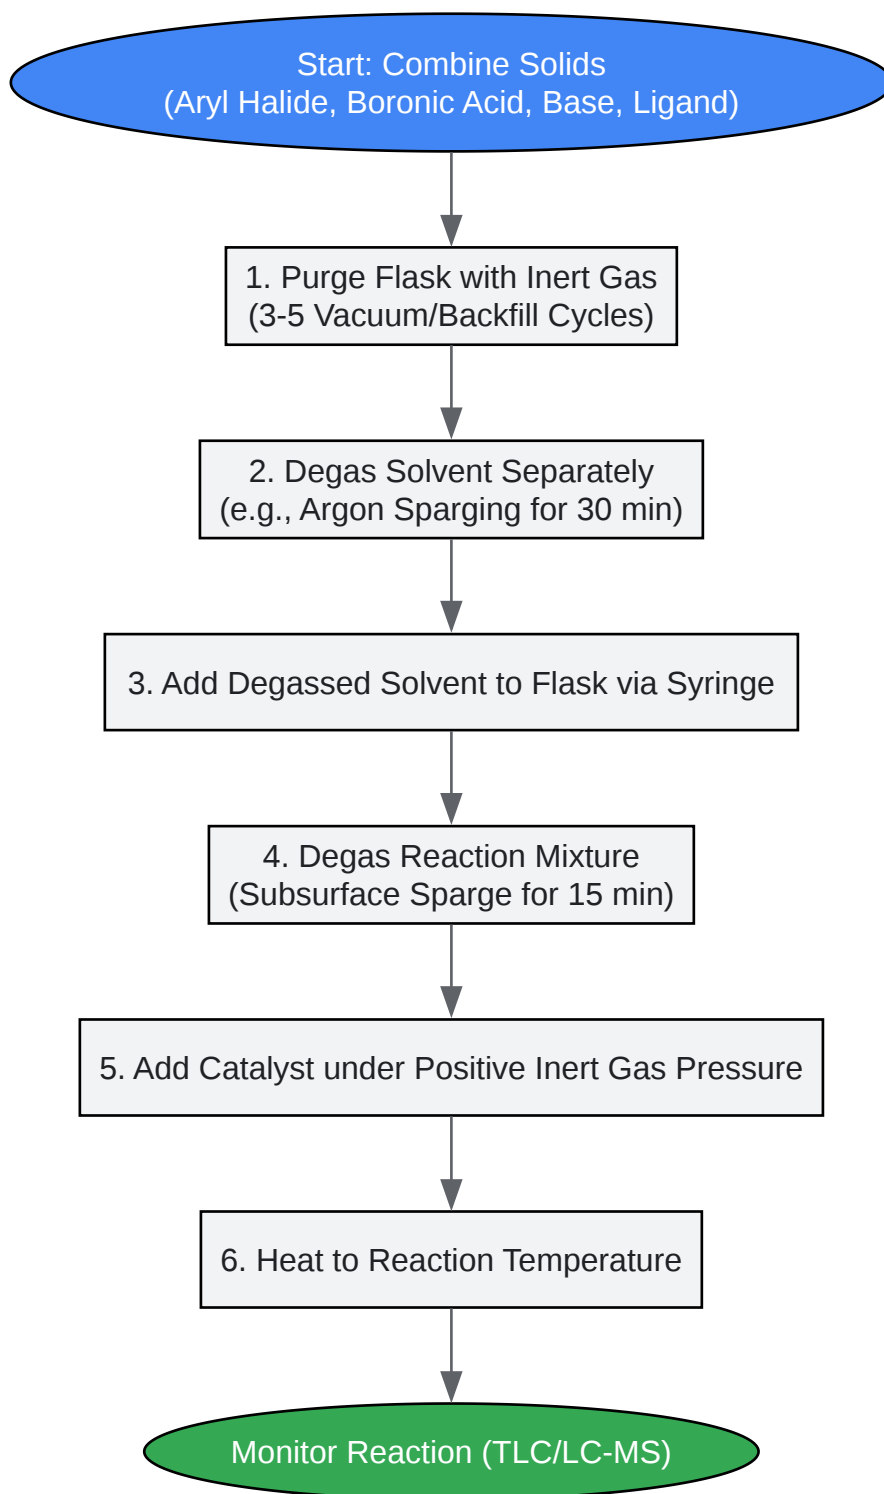 Start: Combine Solids
(Aryl Halide, Boronic Acid, Base, Ligand)
1. Purge Flask with Inert Gas
(3-5 Vacuum/Backfill Cycles)
2. Degas Solvent Separately
(e.g., Argon Sparging for 30 min)
3. Add Degassed Solvent to Flask via Syringe
4. Degas Reaction Mixture
(Subsurface Sparge for 15 min)
5. Add Catalyst under Positive Inert Gas Pressure
6. Heat to Reaction Temperature
Monitor Reaction (TLC/LC-MS)